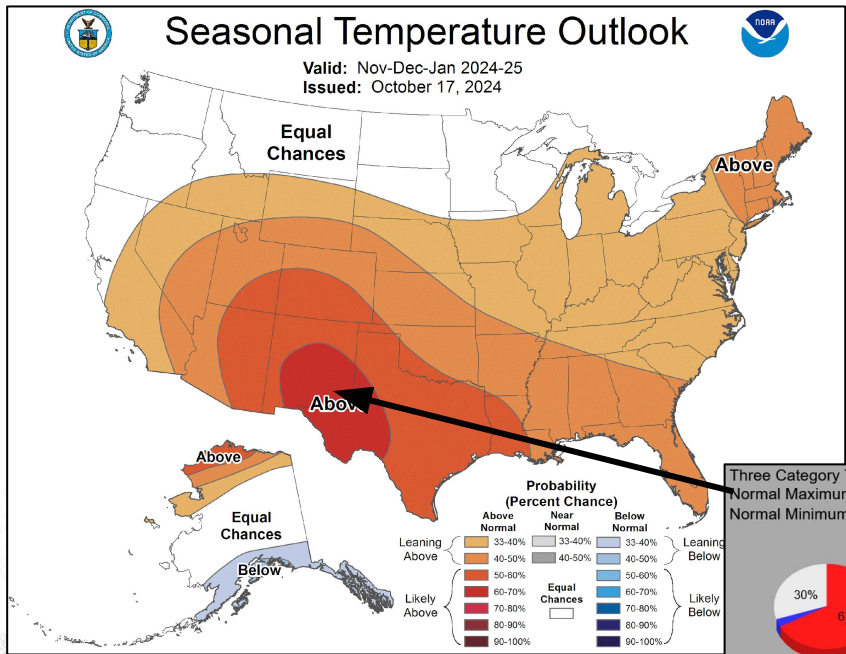 Seasonal Temperature Outlook
NOAA
Valid: Nov-Dec-Jan 2024-25
Issued: October 17, 2024
Equal
Chances
Above
Above
Above
Equal
Chances
Below
Probability
(Percent Chance)
Above
Normal
Near
Normal
Below
Normal
Leaning
Above
33-40%
40-50%
33-40%
40-50%
33-40%
40-50%
Leaning
Below
Likely
Above
50-60%
60-70%
70-80%
80-90%
90-100%
Equal
Chances
50-60%
60-70%
70-80%
80-90%
90-100%
Likely
Below
Three Category
Normal Maximum
Normal Minimum
30%
6